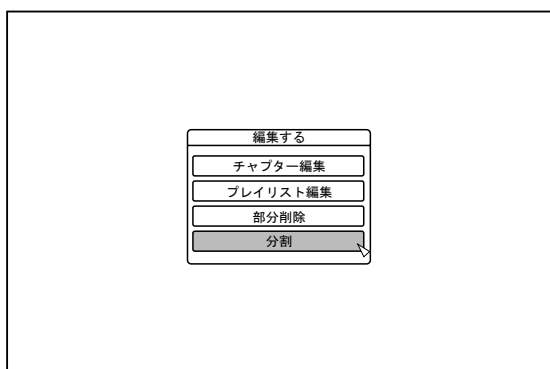 編集する
チャプター編集
プレイリスト編集
部分削除
分割